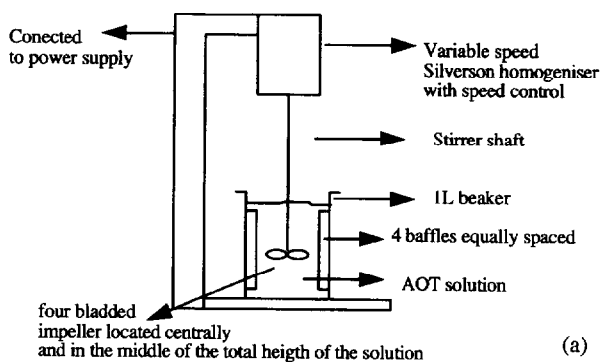 Conected
to power supply
Variable speed
Silverson homogeniser
with speed control
Stirrer shaft
1L beaker
4 baffles equally spaced
AOT solution
four bladded
impeller located centrally
and in the middle of the total heigth of the solution
(a)